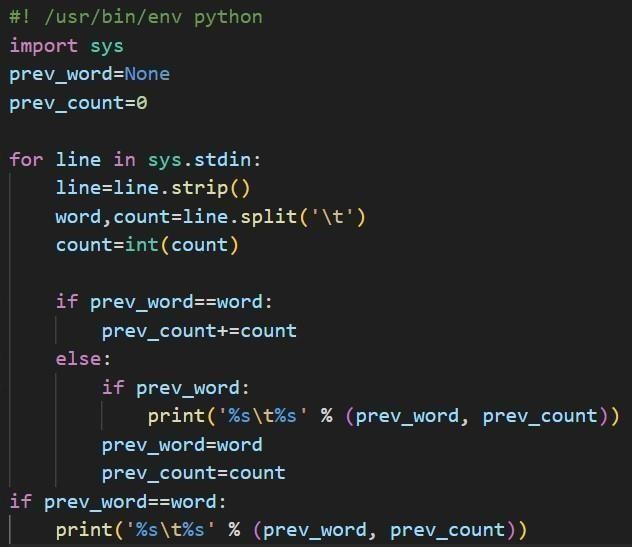 #! /usr/bin/env python
import sys
prev_word=None
prev_count=0

for line in sys.stdin:
    line=line.strip()
    word,count=line.split('\t')
    count=int(count)

    if prev_word==word:
        prev_count+=count
    else:
        if prev_word:
            print('%s\t%s' % (prev_word, prev_count))
        prev_word=word
        prev_count=count
if prev_word==word:
    print('%s\t%s' % (prev_word, prev_count))